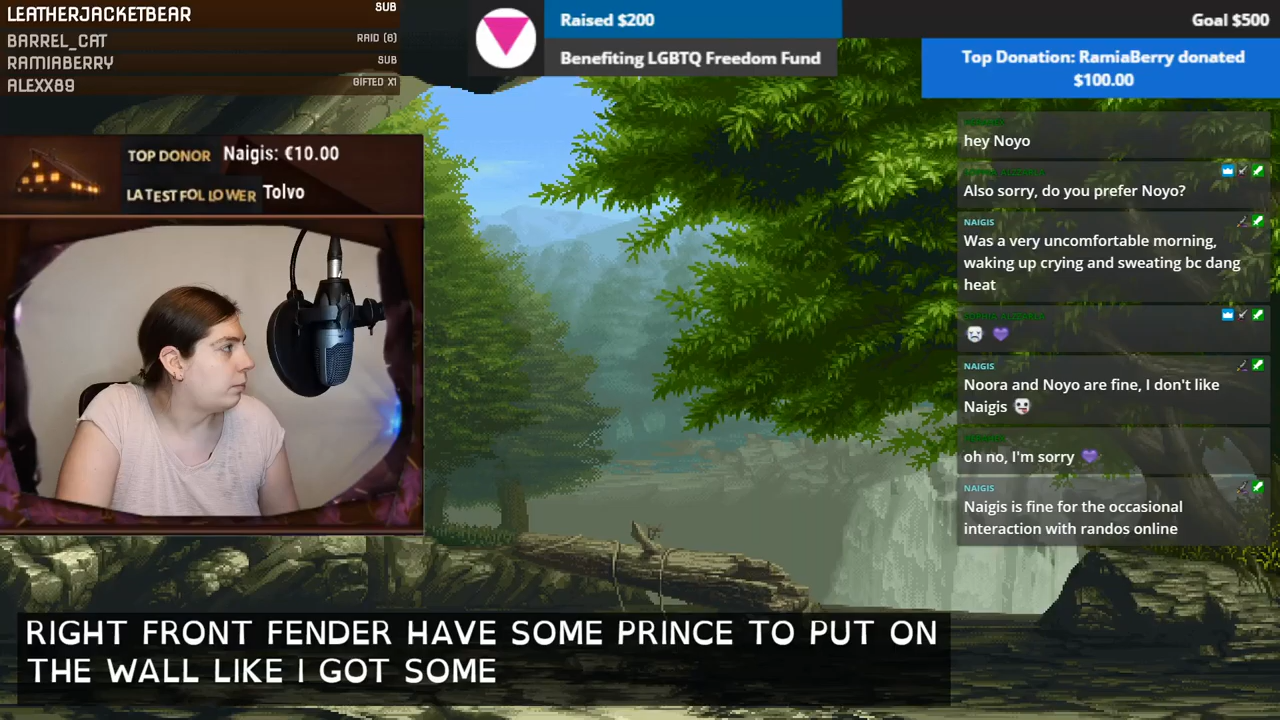 LEATHERJACKETBEAR SUB
BARREL_CAT RAID (6)
RAMIABERRY SUB
ALEXX89 GIFTED X1
Raised $200
Goal $500
Benefiting LGBTQ Freedom Fund
Top Donation: RamiaBerry donated
$100.00
TOP DONOR Naigis: €10.00
LATEST FOLLOWER Tolvo
hey Noyo
Also sorry, do you prefer Noyo?
NAIGIS
Was a very uncomfortable morning,
waking up crying and sweating bc dang
heat
NAIGIS
Noora and Noyo are fine, I don't like
Naigis
oh no, I'm sorry
NAIGIS
Naigis is fine for the occasional
interaction with randos online
RIGHT FRONT FENDER HAVE SOME PRINCE TO PUT ON
THE WALL LIKE I GOT SOME